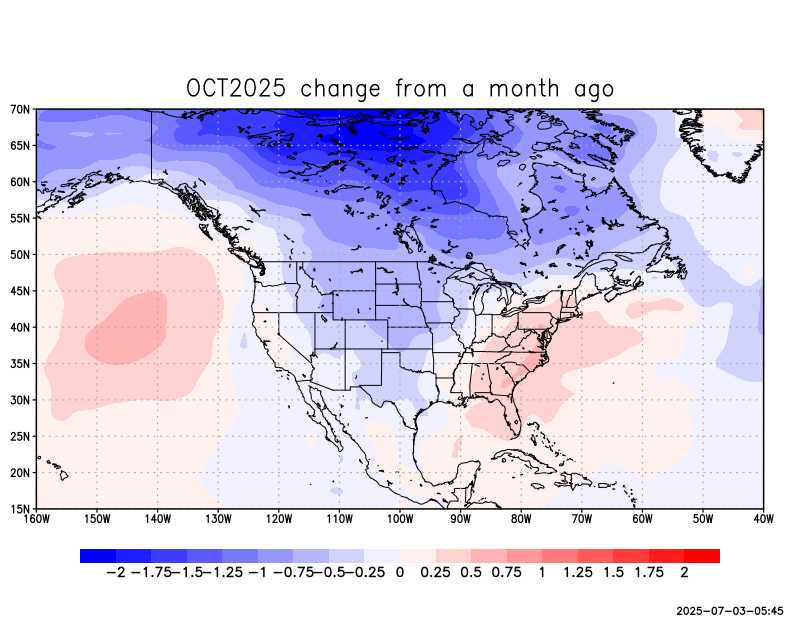 OCT2025 change from a month ago
70N
65N
60N
55N
50N
45N
40N
35N
30N
25N
20N
15N
160W 150W 140W 130W 120W 110W 100W 90W 80W 70W 60W 50W 40W
−2 −1.75 −1.5 −1.25 −1 −0.75 −0.5 −0.25 0 0.25 0.5 0.75 1 1.25 1.5 1.75 2
2025-07-03-05:45